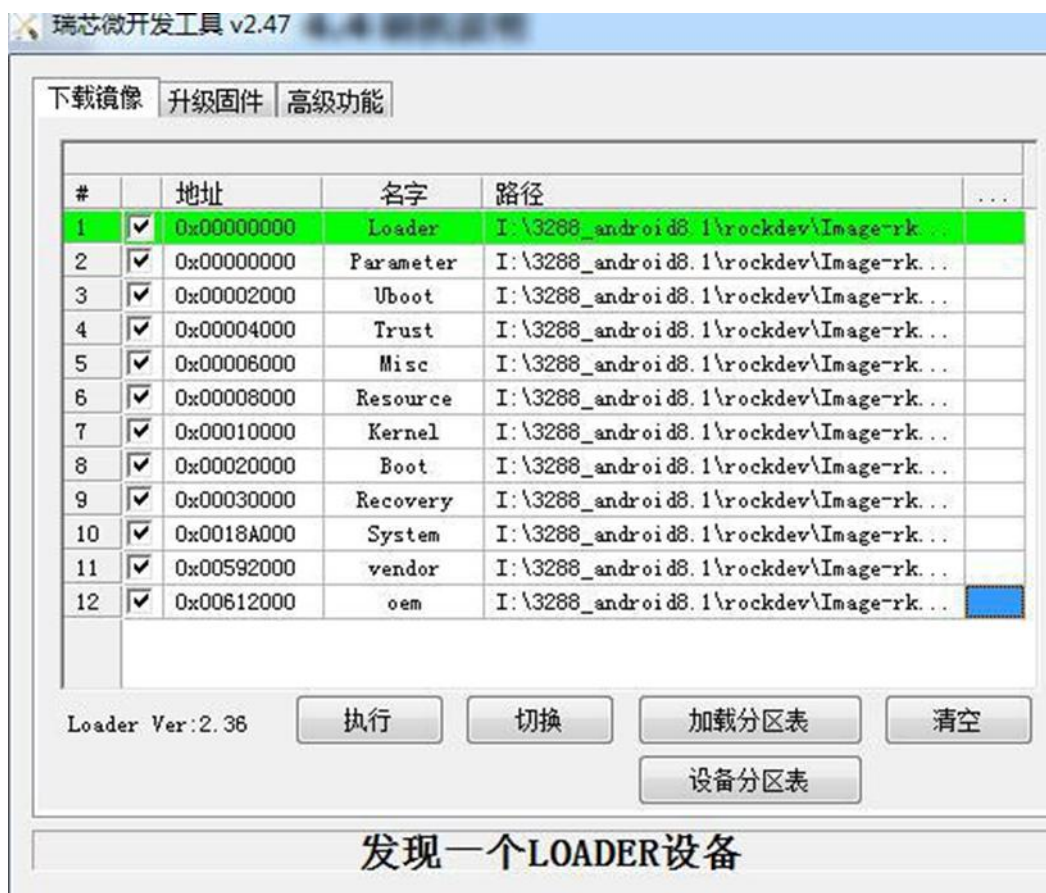 瑞芯微开发工具 v2.47
下载镜像 升级固件 高级功能
# 地址 名字 路径 ...
1 0x00000000 Loader I:\3288_android8.1\rockdev\Image-rk...
2 0x00000000 Parameter I:\3288_android8.1\rockdev\Image-rk...
3 0x00002000 Uboot I:\3288_android8.1\rockdev\Image-rk...
4 0x00004000 Trust I:\3288_android8.1\rockdev\Image-rk...
5 0x00006000 Misc I:\3288_android8.1\rockdev\Image-rk...
6 0x00008000 Resource I:\3288_android8.1\rockdev\Image-rk...
7 0x00010000 Kernel I:\3288_android8.1\rockdev\Image-rk...
8 0x00020000 Boot I:\3288_android8.1\rockdev\Image-rk...
9 0x00030000 Recovery I:\3288_android8.1\rockdev\Image-rk...
10 0x0018A000 System I:\3288_android8.1\rockdev\Image-rk...
11 0x00592000 vendor I:\3288_android8.1\rockdev\Image-rk...
12 0x00612000 oem I:\3288_android8.1\rockdev\Image-rk...
Loader Ver:2.36 执行 切换 加载分区表 清空
设备分区表
发现一个LOADER设备